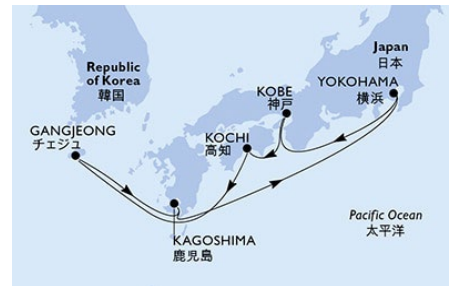 Republic
of Korea
韓国
Japan
日本
YOKOHAMA
横浜
KOBE
神戸
KOCHI
高知
GANGJEONG
チェジュ
KAGOSHIMA
鹿児島
Pacific Ocean
太平洋